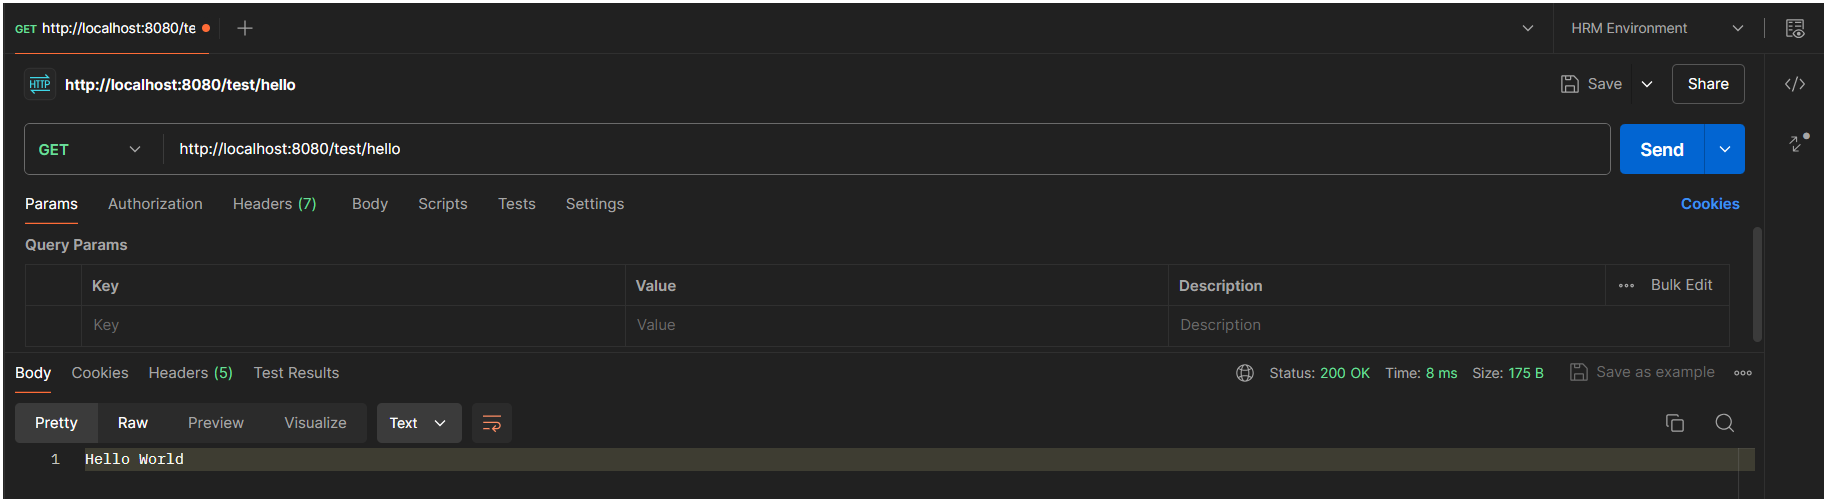 GET http://localhost:8080/te HRM Environment
HTTP http://localhost:8080/test/hello Save Share
GET http://localhost:8080/test/hello Send
Params Authorization Headers (7) Body Scripts Tests Settings Cookies
Query Params
Key Value Description Bulk Edit
Key Value Description
Body Cookies Headers (5) Test Results Status: 200 OK Time: 8 ms Size: 175 B Save as example
Pretty Raw Preview Visualize Text
1 Hello World